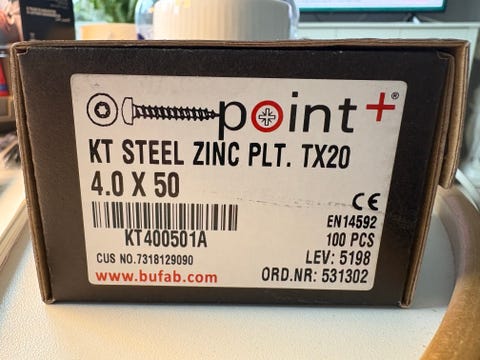 point+®
KT STEEL ZINC PLT. TX20
4.0 X 50
CE
EN14592
KT400501A
100 PCS
CUS NO.7318129090
LEV: 5198
www.bufab.com
ORD.NR: 531302